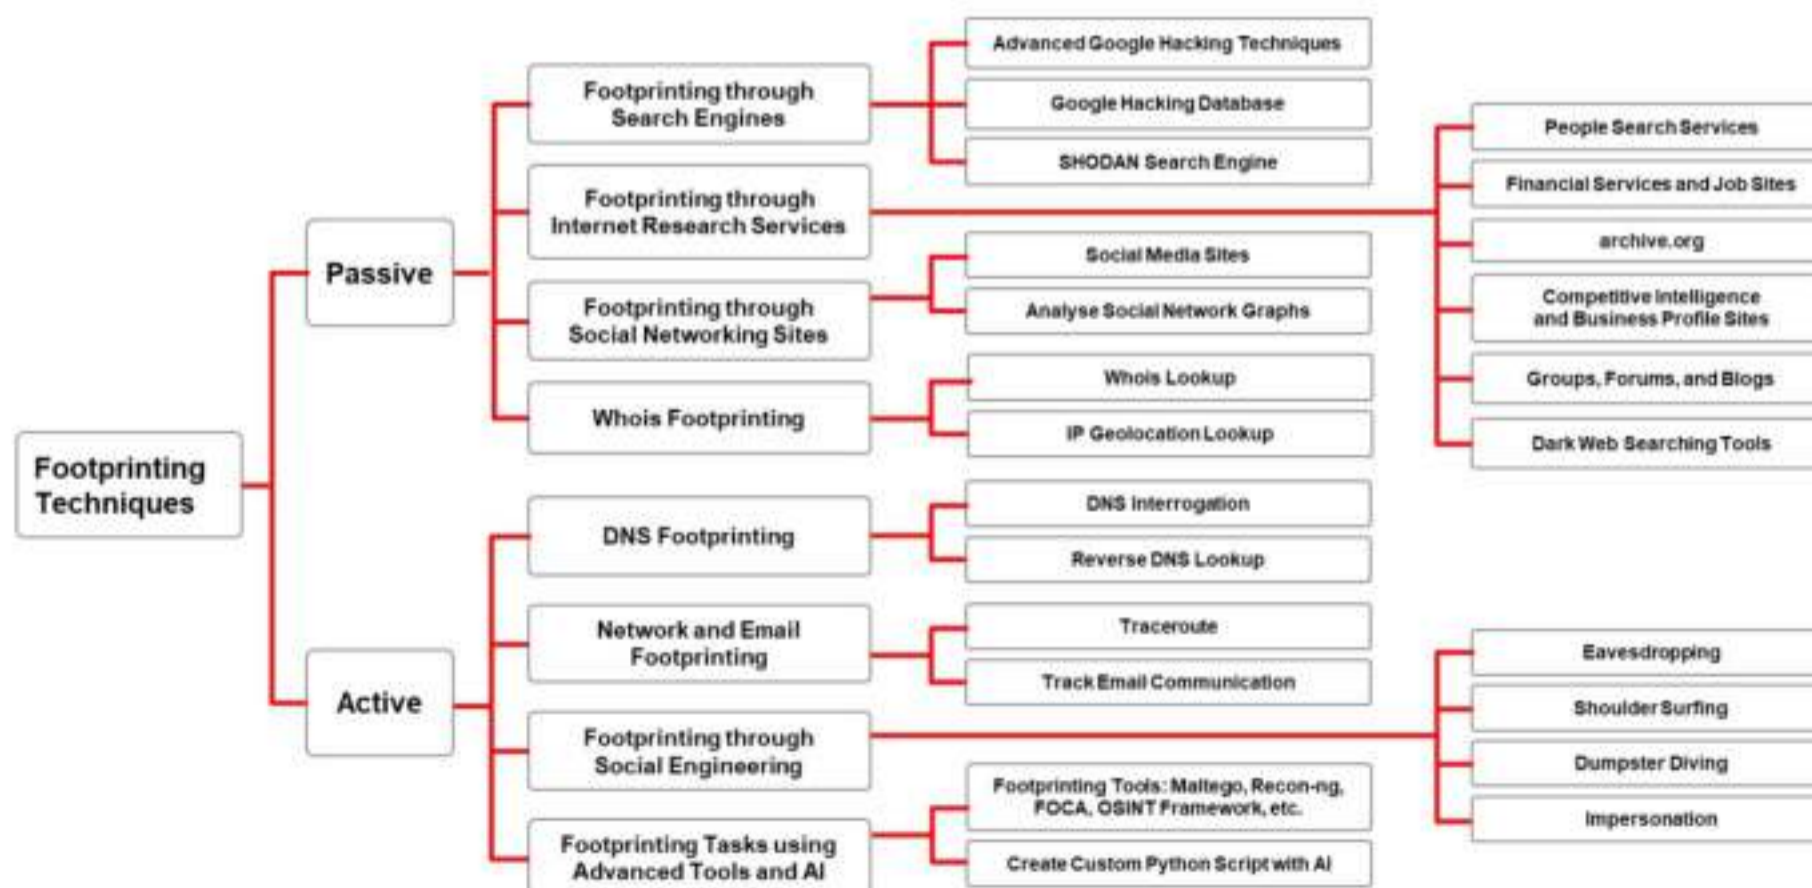 Footprinting
Techniques
Passive
Footprinting through
Search Engines
Advanced Google Hacking Techniques
Google Hacking Database
SHODAN Search Engine
Footprinting through
Internet Research Services
People Search Services
Financial Services and Job Sites
archive.org
Competitive Intelligence
and Business Profile Sites
Groups, Forums, and Blogs
Dark Web Searching Tools
Footprinting through
Social Networking Sites
Social Media Sites
Analyse Social Network Graphs
Whois Footprinting
Whois Lookup
IP Geolocation Lookup
Active
DNS Footprinting
DNS Interrogation
Reverse DNS Lookup
Network and Email
Footprinting
Traceroute
Track Email Communication
Footprinting through
Social Engineering
Eavesdropping
Shoulder Surfing
Dumpster Diving
Impersonation
Footprinting Tasks using
Advanced Tools and AI
Footprinting Tools: Maltego, Recon-ng,
FOCA, OSINT Framework, etc.
Create Custom Python Script with AI